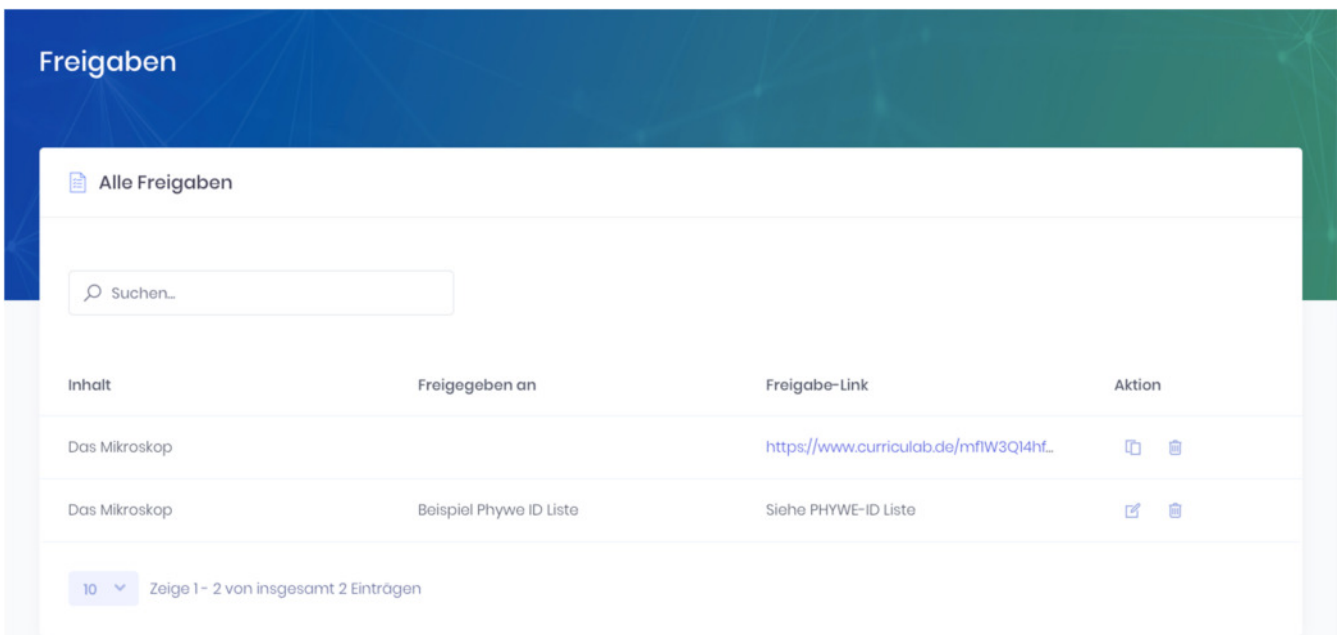 Freigaben
Alle Freigaben
Suchen...
Inhalt Freigegeben an Freigabe-Link Aktion
Das Mikroskop https://www.curriculab.de/mf1W3Q14hf...
Das Mikroskop Beispiel Phywe ID Liste Siehe PHYWE-ID Liste
10 Zeige 1 - 2 von insgesamt 2 Einträgen